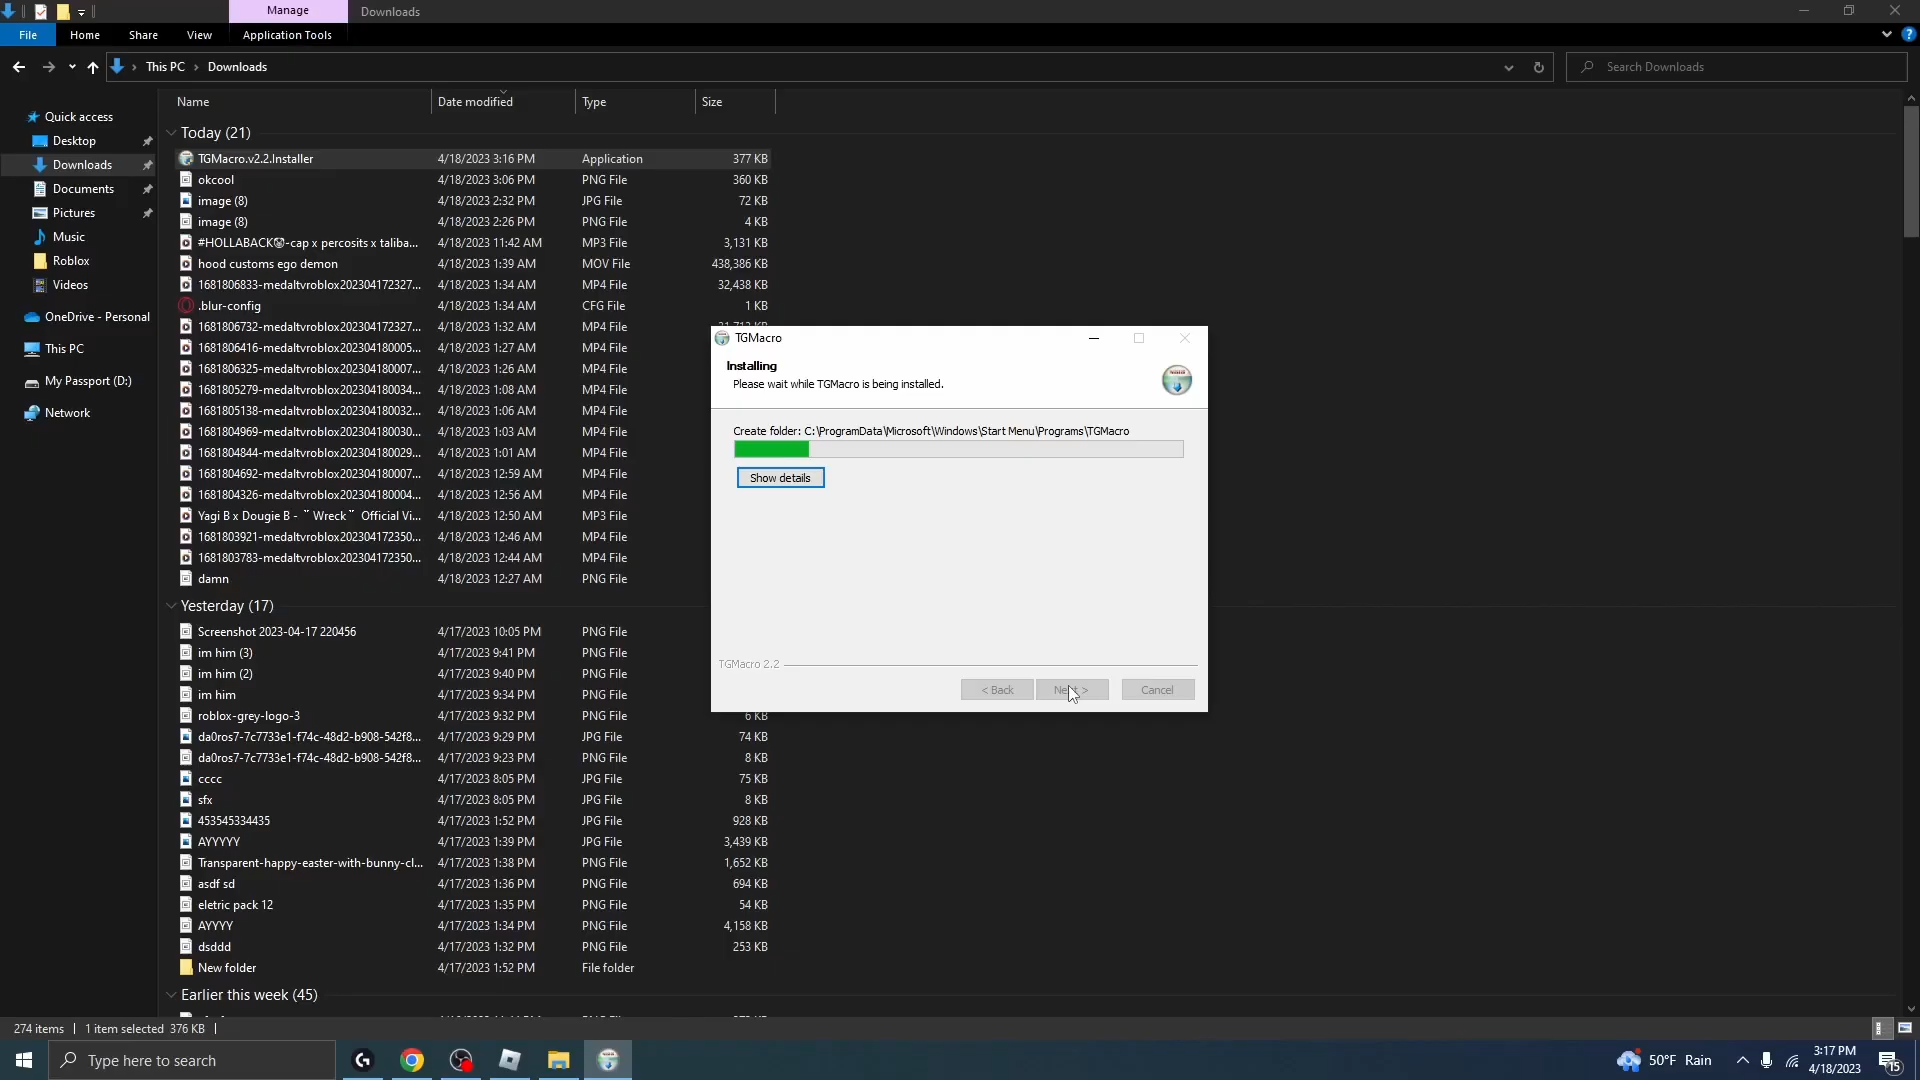 Manage
Downloads
File
Home
Share
View
Application Tools
This PC
Downloads
Search Downloads
Quick access
Desktop
Downloads
Documents
Pictures
Music
Roblox
Videos
OneDrive - Personal
This PC
My Passport (D:)
Network
Name Date modified Type Size
Today (21)
TGMacro.v2.2.Installer 4/18/2023 3:16 PM Application 377 KB
okcool 4/18/2023 3:06 PM PNG File 360 KB
image (8) 4/18/2023 2:32 PM JPG File 72 KB
image (8) 4/18/2023 2:26 PM PNG File 4 KB
#HOLLABACK🤡-cap x percosits x taliba... 4/18/2023 11:42 AM MP3 File 3,131 KB
hood customs ego demon 4/18/2023 1:39 AM MOV File 438,386 KB
1681806833-medaltvroblox202304172327... 4/18/2023 1:34 AM MP4 File 32,438 KB
.blur-config 4/18/2023 1:34 AM CFG File 1 KB
1681806732-medaltvroblox202304172327... 4/18/2023 1:32 AM MP4 File
1681806416-medaltvroblox202304180005... 4/18/2023 1:27 AM MP4 File
1681806325-medaltvroblox202304180007... 4/18/2023 1:26 AM MP4 File
1681805279-medaltvroblox202304180034... 4/18/2023 1:08 AM MP4 File
1681805138-medaltvroblox202304180032... 4/18/2023 1:06 AM MP4 File
1681804969-medaltvroblox202304180030... 4/18/2023 1:03 AM MP4 File
1681804844-medaltvroblox202304180029... 4/18/2023 1:01 AM MP4 File
1681804692-medaltvroblox202304180007... 4/18/2023 12:59 AM MP4 File
1681804326-medaltvroblox202304180004... 4/18/2023 12:56 AM MP4 File
Yagi B x Dougie B - ˜Wreck˜ Official Vi... 4/18/2023 12:50 AM MP3 File
1681803921-medaltvroblox202304172350... 4/18/2023 12:46 AM MP4 File
1681803783-medaltvroblox202304172350... 4/18/2023 12:44 AM MP4 File
damn 4/18/2023 12:27 AM PNG File
Yesterday (17)
Screenshot 2023-04-17 220456 4/17/2023 10:05 PM PNG File
im him (3) 4/17/2023 9:41 PM PNG File
im him (2) 4/17/2023 9:40 PM PNG File
im him 4/17/2023 9:34 PM PNG File
roblox-grey-logo-3 4/17/2023 9:32 PM PNG File 6 KB
da0ros7-7c7733e1-f74c-48d2-b908-542f8... 4/17/2023 9:29 PM JPG File 74 KB
da0ros7-7c7733e1-f74c-48d2-b908-542f8... 4/17/2023 9:23 PM PNG File 8 KB
cccc 4/17/2023 8:05 PM JPG File 75 KB
sfx 4/17/2023 8:05 PM JPG File 8 KB
453545334435 4/17/2023 1:52 PM JPG File 928 KB
AYYYYY 4/17/2023 1:39 PM JPG File 3,439 KB
Transparent-happy-easter-with-bunny-cl... 4/17/2023 1:38 PM PNG File 1,652 KB
asdf sd 4/17/2023 1:36 PM PNG File 694 KB
eletric pack 12 4/17/2023 1:35 PM PNG File 54 KB
AYYYY 4/17/2023 1:34 PM PNG File 4,158 KB
dsddd 4/17/2023 1:32 PM PNG File 253 KB
New folder 4/17/2023 1:52 PM File folder
Earlier this week (45)
TGMacro
Installing
Please wait while TGMacro is being installed.
Create folder: C:\ProgramData\Microsoft\Windows\Start Menu\Programs\TGMacro
Show details
TGMacro 2.2
< Back
Next >
Cancel
274 items
1 item selected 376 KB
Type here to search
50°F Rain
3:17 PM
4/18/2023
15